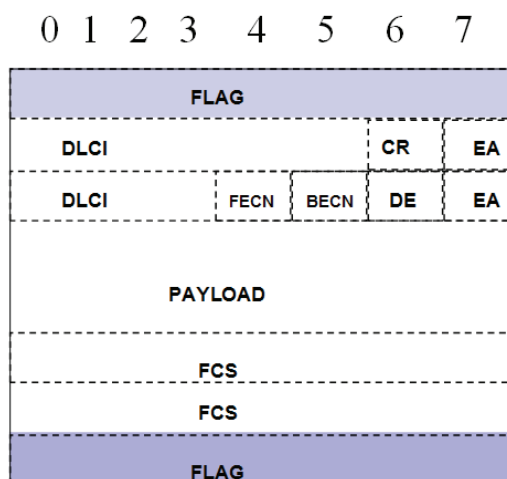 0 1 2 3 4 5 6 7
FLAG
DLCI CR EA
DLCI FECN BECN DE EA
PAYLOAD
FCS
FCS
FLAG